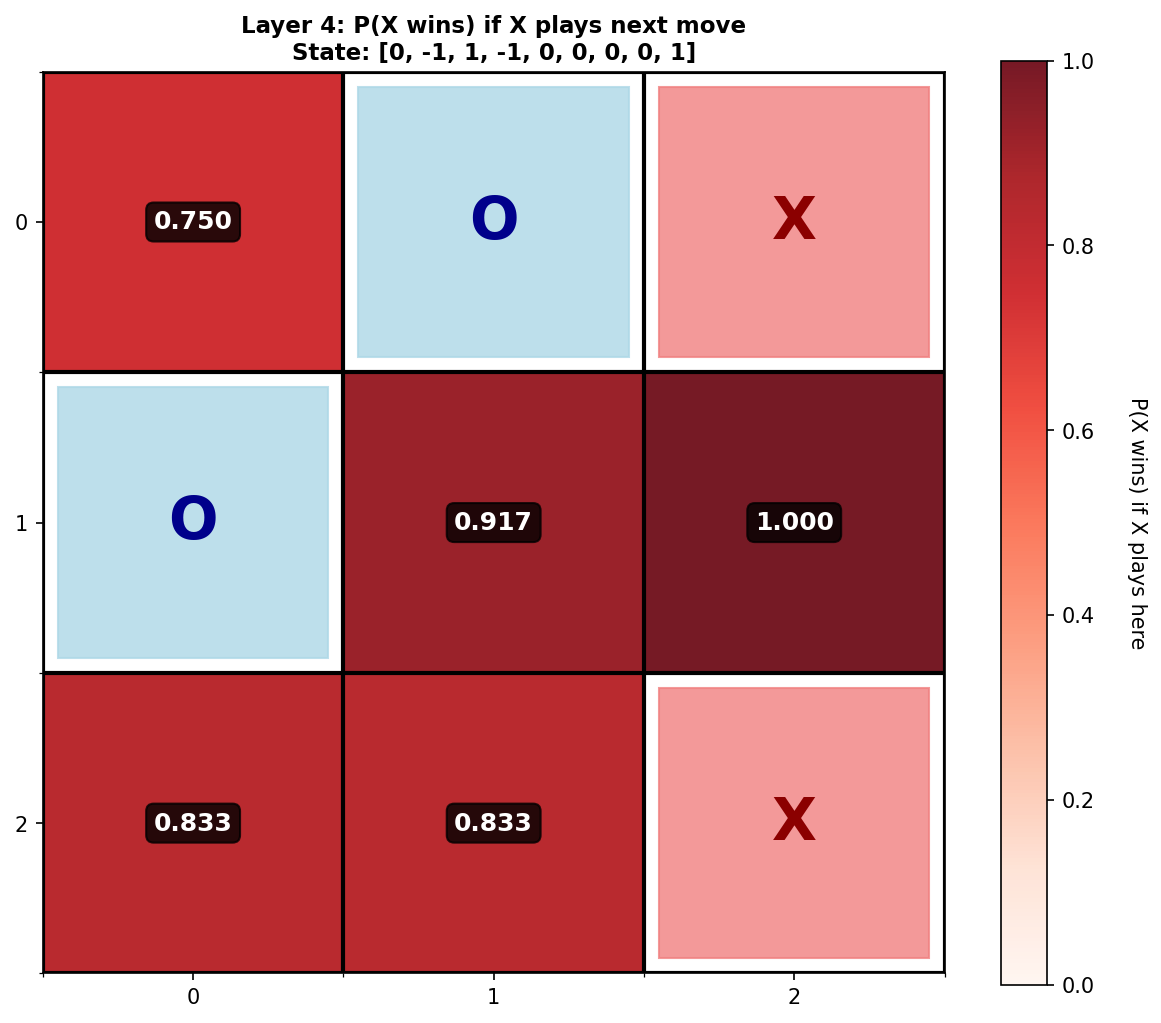 Layer 4: P(X wins) if X plays next move
State: [0, -1, 1, -1, 0, 0, 0, 0, 1]
0.750
O
X
O
0.917
1.000
0.833
0.833
X
0
1
2
0
1
2
1.0
0.8
0.6
0.4
0.2
0.0
P(X wins) if X plays here